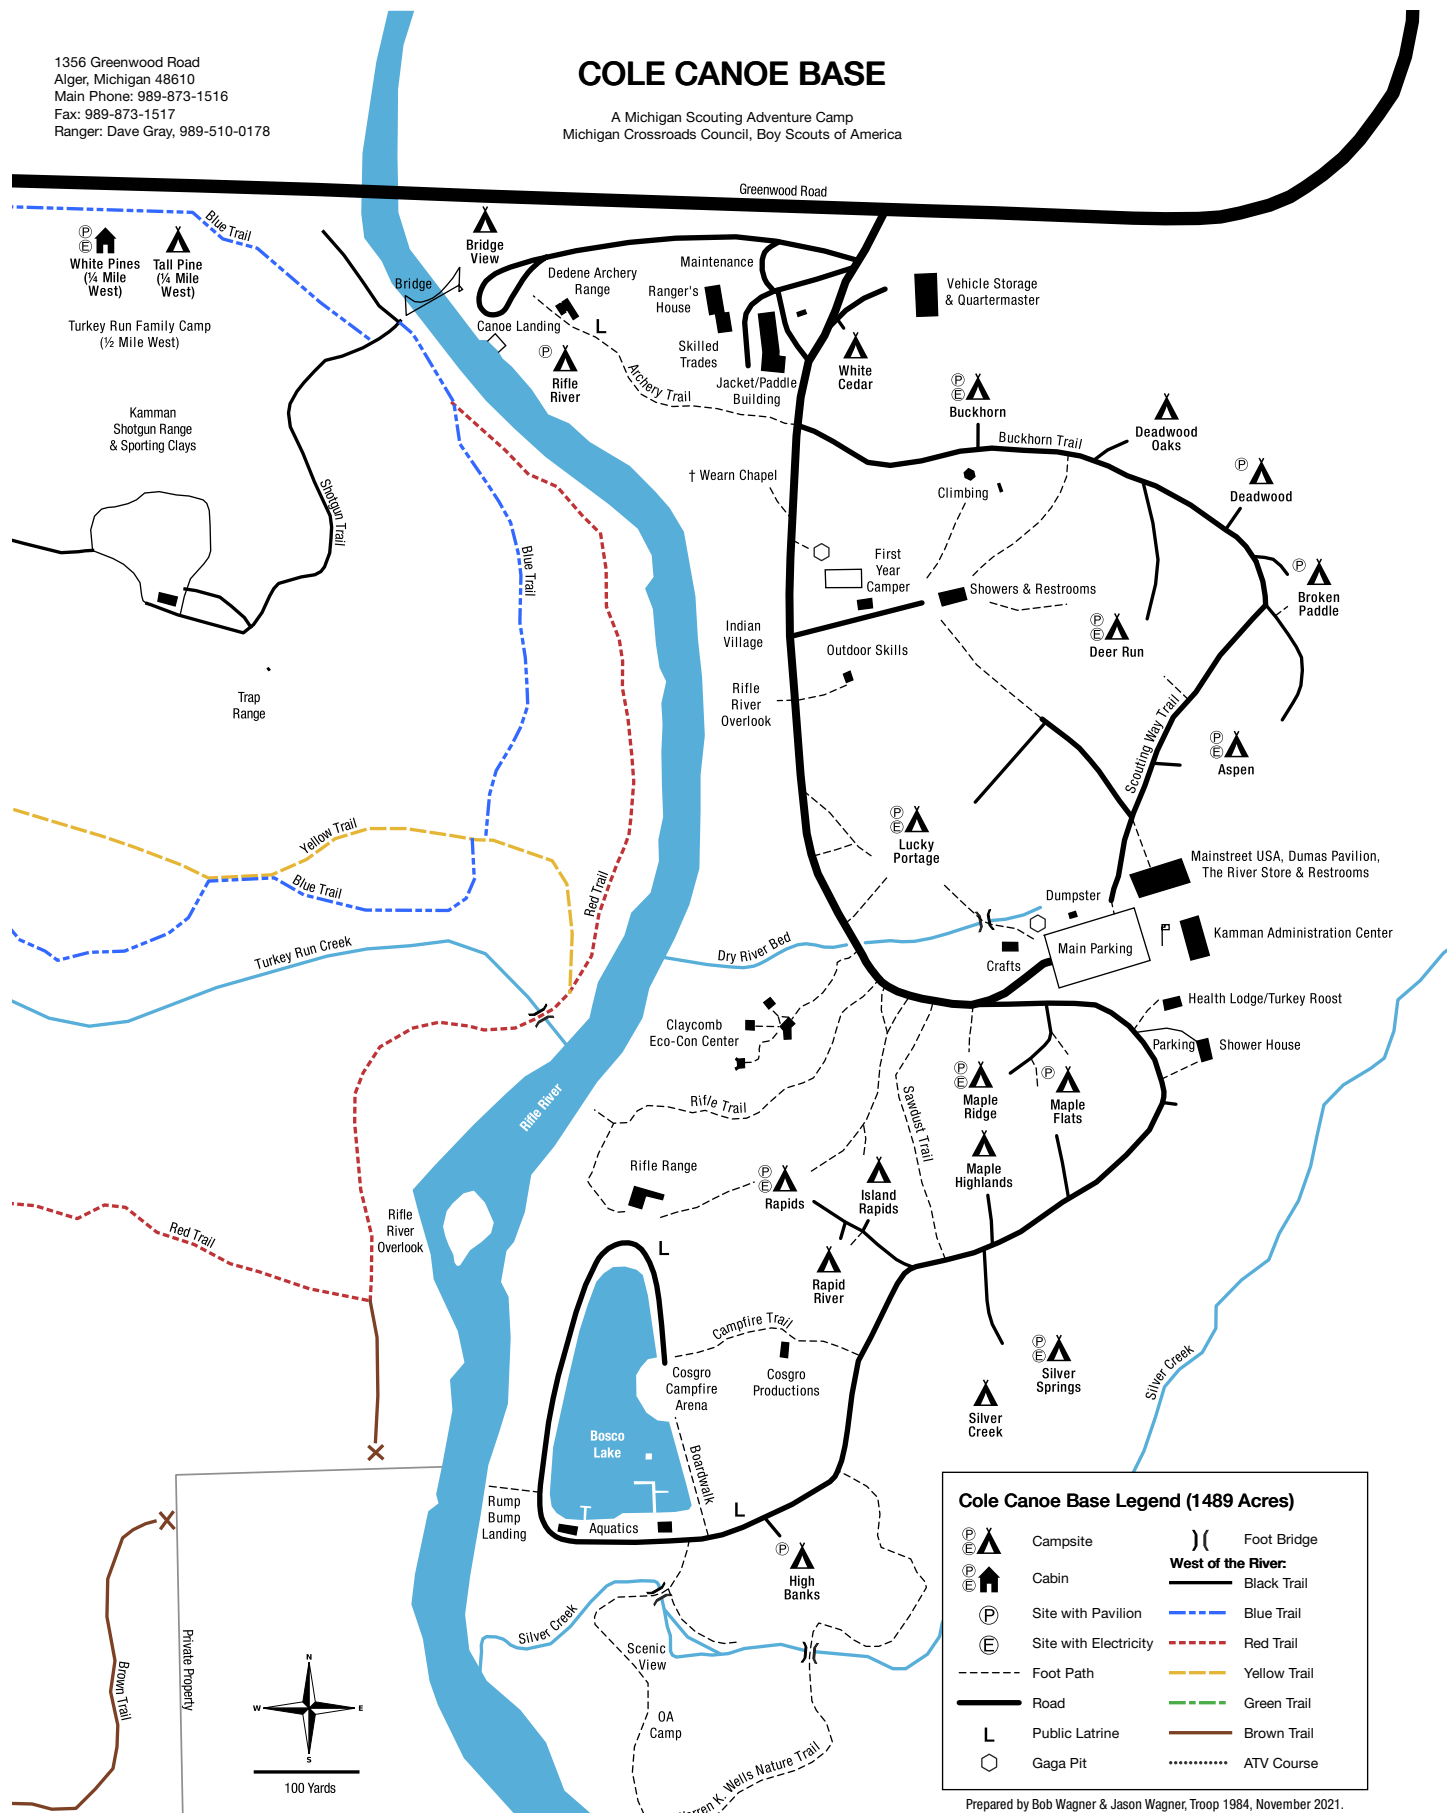 1356 Greenwood Road
Alger, Michigan 48610
Main Phone: 989-873-1516
Fax: 989-873-1517
Ranger: Dave Gray, 989-510-0178
COLE CANOE BASE
A Michigan Scouting Adventure Camp
Michigan Crossroads Council, Boy Scouts of America
Greenwood Road
Blue Trail
P
E
White Pines
(¼ Mile
West)
Tall Pine
(¼ Mile
West)
Turkey Run Family Camp
(½ Mile West)
Bridge
Bridge
View
Dedene Archery
Range
L
Canoe Landing
P
Rifle
River
Archery Trail
Maintenance
Ranger's
House
Skilled
Trades
Jacket/Paddle
Building
Vehicle Storage
& Quartermaster
White
Cedar
P
E
Buckhorn
Buckhorn Trail
Deadwood
Oaks
P
Deadwood
P
Broken
Paddle
Kamman
Shotgun Range
& Sporting Clays
Shotgun Trail
Trap
Range
Blue Trail
† Wearn Chapel
Climbing
First
Year
Camper
Showers & Restrooms
Indian
Village
Outdoor Skills
Rifle
River
Overlook
P
E
Deer Run
Scouting Way Trail
P
E
Aspen
P
E
Lucky
Portage
Yellow Trail
Blue Trail
Red Trail
Turkey Run Creek
Dry River Bed
Mainstreet USA, Dumas Pavilion,
The River Store & Restrooms
Dumpster
Main Parking
Crafts
Kamman Administration Center
Health Lodge/Turkey Roost
Parking
Shower House
Claycomb
Eco-Con Center
Rifle Trail
Sawdust Trail
P
E
Maple
Ridge
P
Maple
Flats
Maple
Highlands
Rifle River
Rifle Range
P
E
Rapids
Island
Rapids
Rapid
River
Red Trail
Rifle
River
Overlook
L
Campfire Trail
Cosgro
Campfire
Arena
Cosgro
Productions
P
E
Silver
Springs
Silver
Creek
Silver Creek
Bosco
Lake
Boardwalk
Rump
Bump
Landing
Aquatics
L
P
High
Banks
Silver Creek
Scenic
View
OA
Camp
K. Wells Nature Trail
Private Property
Brown Trail
N
W
E
S
100 Yards
Cole Canoe Base Legend (1489 Acres)
P
E
Campsite
Foot Bridge
West of the River:
P
E
Cabin
Black Trail
P
Site with Pavilion
Blue Trail
E
Site with Electricity
Red Trail
Foot Path
Yellow Trail
Road
Green Trail
L
Public Latrine
Brown Trail
Gaga Pit
ATV Course
Prepared by Bob Wagner & Jason Wagner, Troop 1984, November 2021.